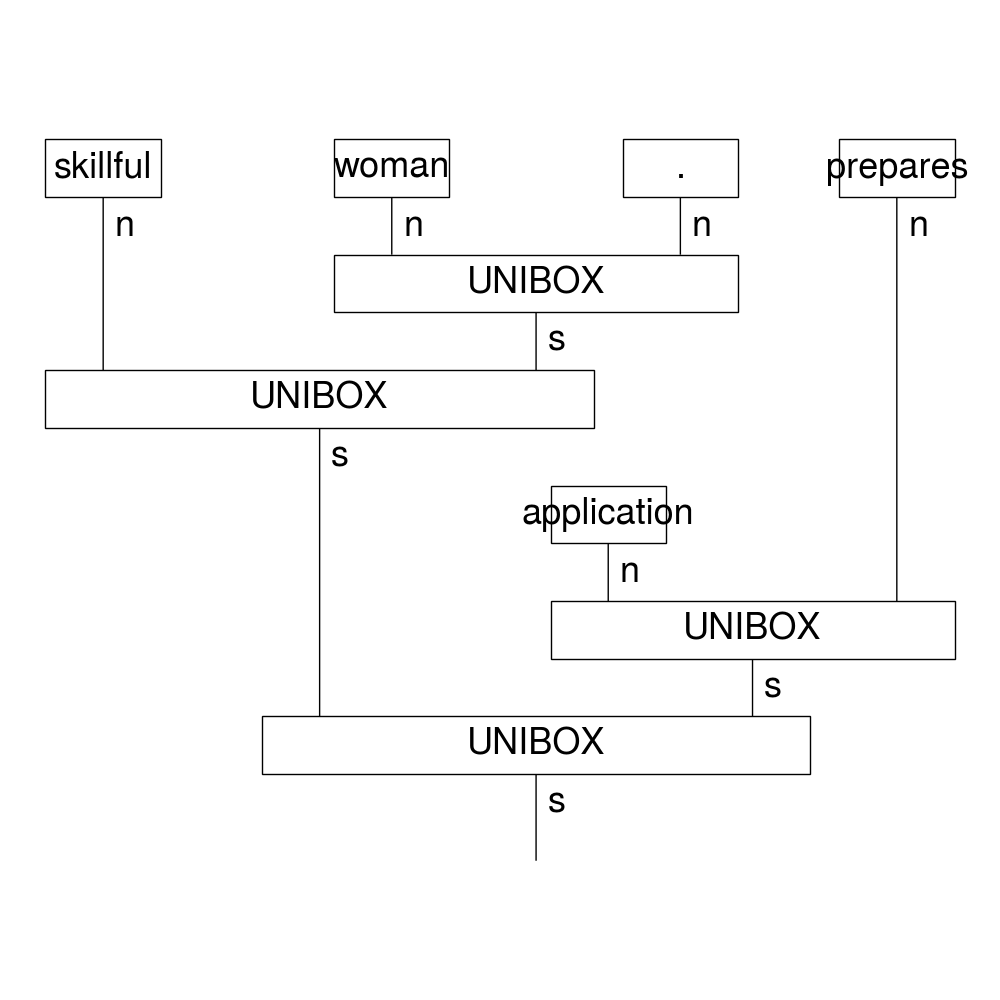 skillful woman . prepares
n n n n
UNIBOX
s
UNIBOX
s
application
n
UNIBOX
s
UNIBOX
s